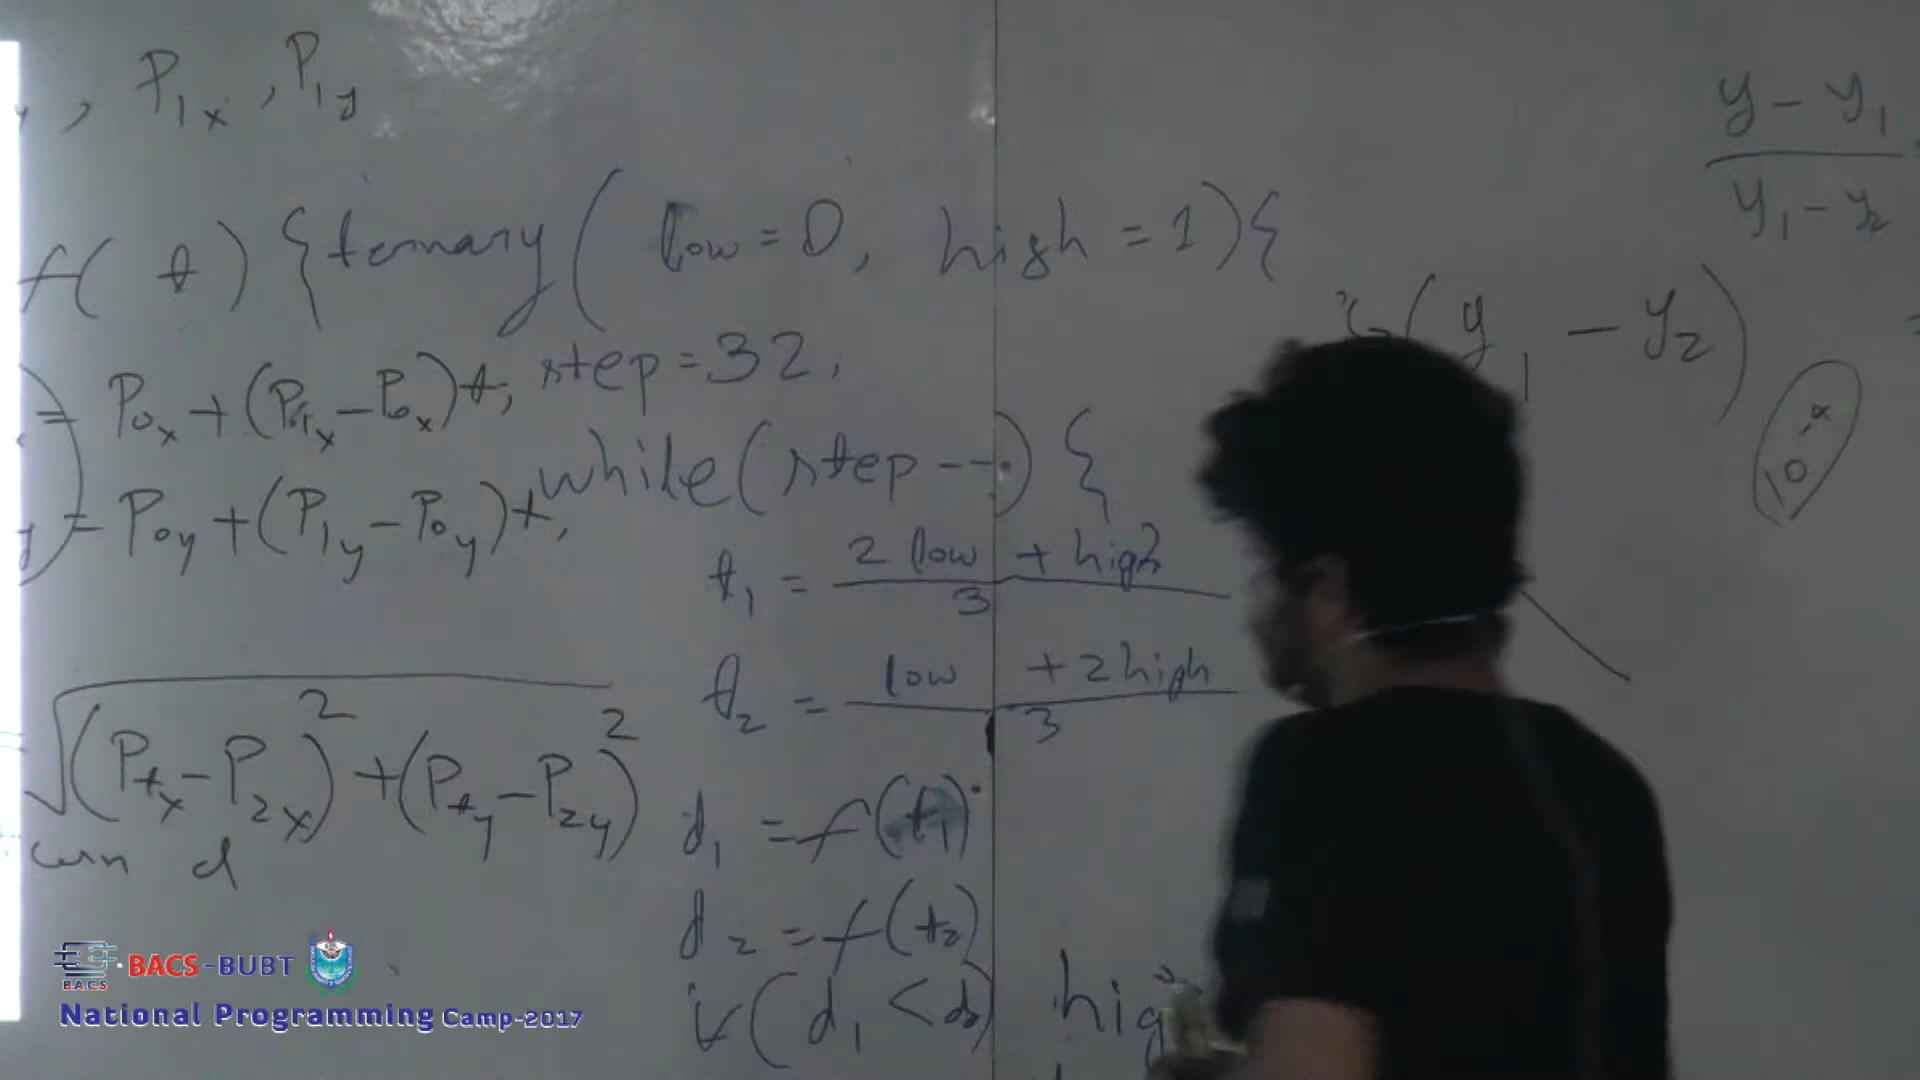 , P1x , P1y
f( t ) {
= P0x + (P1x - P0x)t;
= P0y + (P1y - P0y)t;
√(Ptx - P2x)² + (Pty - P2y)²
d
ternary( low = 0, high = 1){
step = 32;
while(step --) {
t1 = 2 low + high / 3
t2 = low + 2 high / 3
d1 = f(t1)
d2 = f(t2)
if( d1 < d2)
y - y1 / y1 - y2
(y1 - y2)
B.A.C.S
BACS-BUBT
National Programming Camp-2017